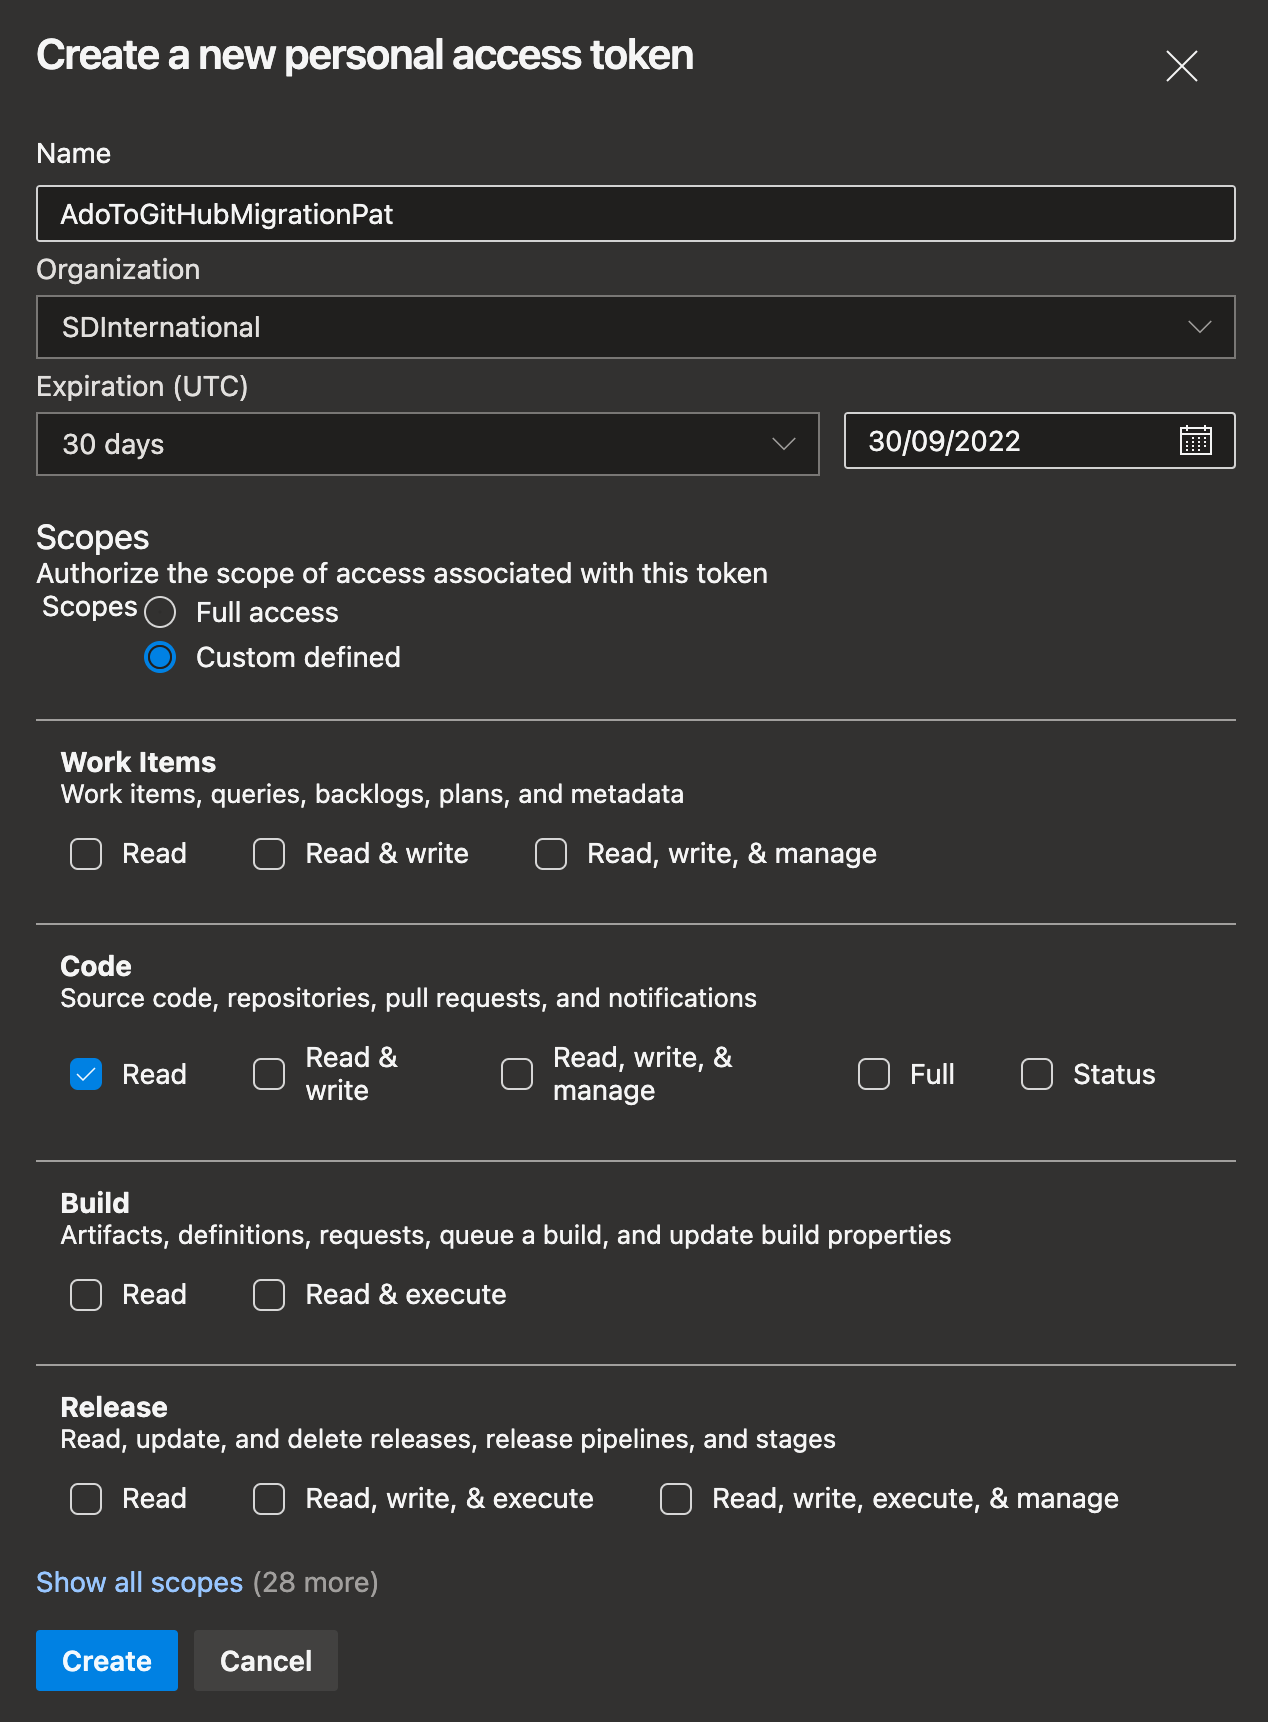 Create a new personal access token
Name
AdoToGitHubMigrationPat
Organization
SDInternational
Expiration (UTC)
30 days
30/09/2022
Scopes
Authorize the scope of access associated with this token
Scopes
Full access
Custom defined
Work Items
Work items, queries, backlogs, plans, and metadata
Read
Read & write
Read, write, & manage
Code
Source code, repositories, pull requests, and notifications
Read
Read &
write
Read, write, &
manage
Full
Status
Build
Artifacts, definitions, requests, queue a build, and update build properties
Read
Read & execute
Release
Read, update, and delete releases, release pipelines, and stages
Read
Read, write, & execute
Read, write, execute, & manage
Show all scopes (28 more)
Create
Cancel